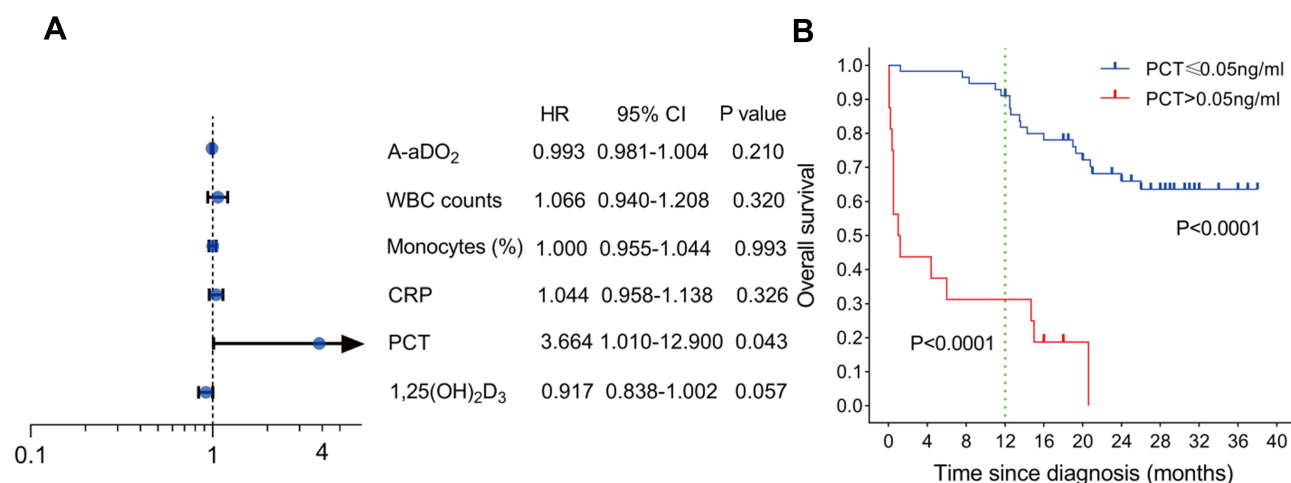 A
HR 95% CI P value
A-aDO₂ 0.993 0.981-1.004 0.210
WBC counts 1.066 0.940-1.208 0.320
Monocytes (%) 1.000 0.955-1.044 0.993
CRP 1.044 0.958-1.138 0.326
PCT 3.664 1.010-12.900 0.043
1,25(OH)₂D₃ 0.917 0.838-1.002 0.057
0.1 1 4
B
PCT⩽0.05ng/ml
PCT>0.05ng/ml
Overall survival
1.0
0.9
0.8
0.7
0.6
0.5
0.4
0.3
0.2
0.1
0.0
P<0.0001
P<0.0001
0 4 8 12 16 20 24 28 32 36 40
Time since diagnosis (months)